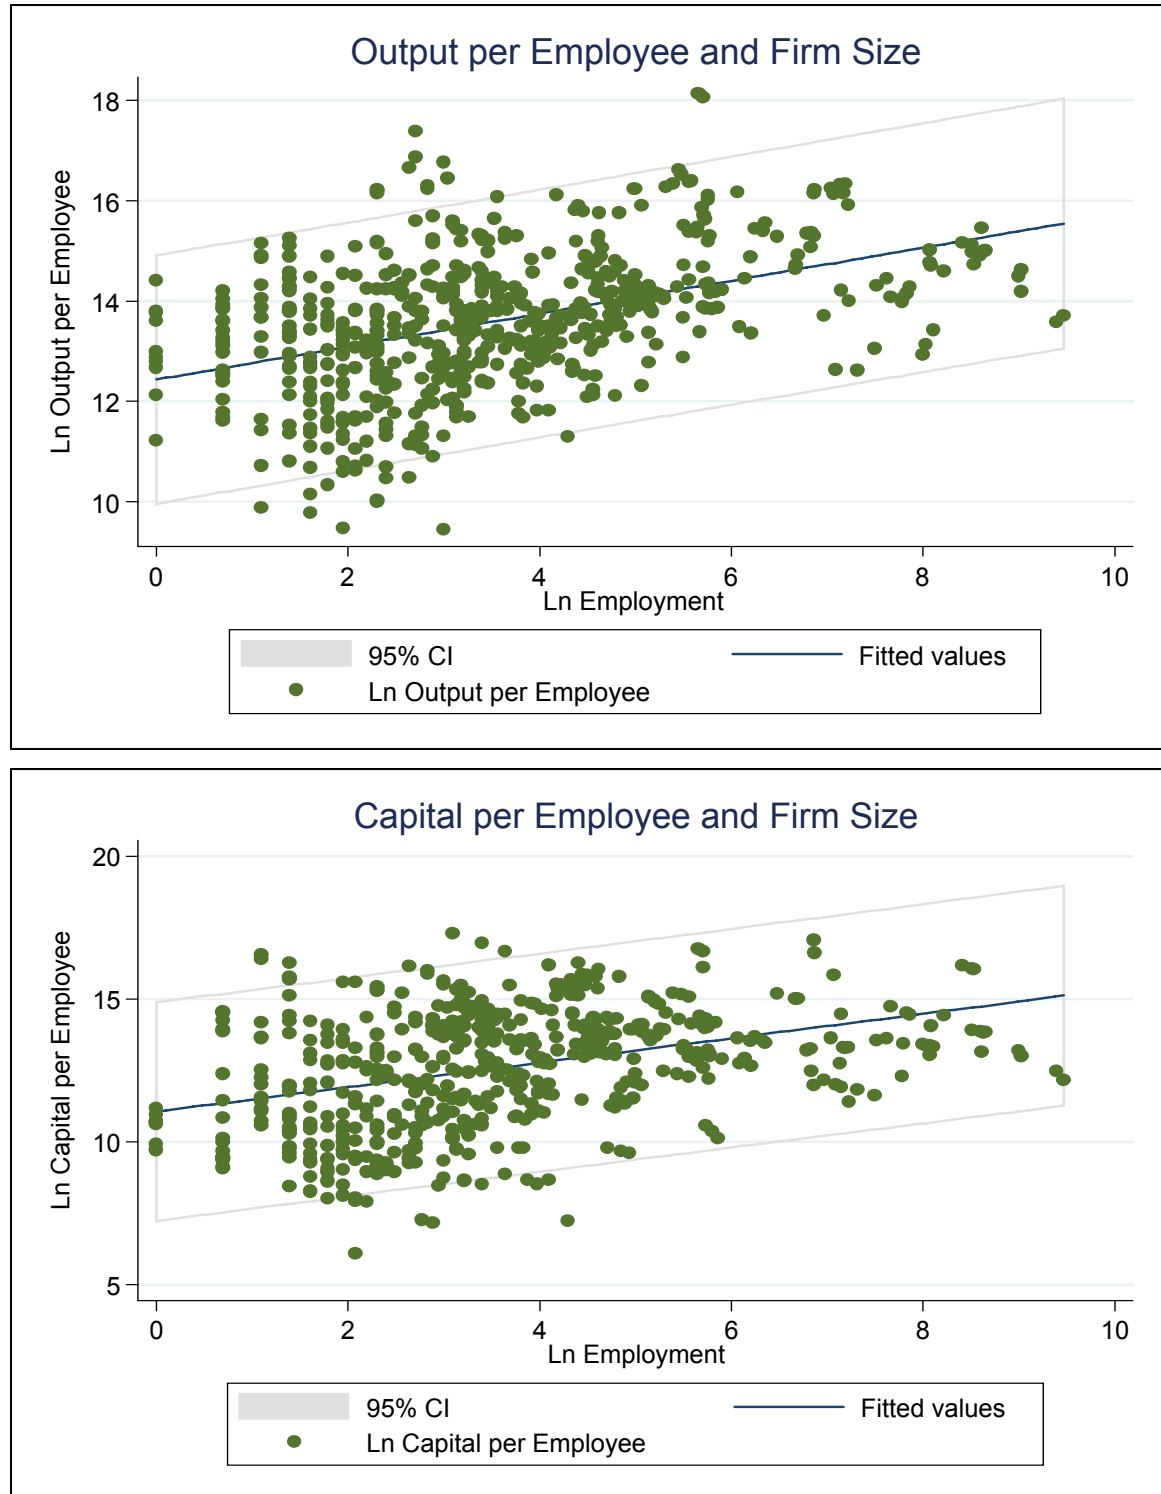 Output per Employee and Firm Size
18
16
14
12
10
Ln Output per Employee
0 2 4 6 8 10
Ln Employment
95% CI Fitted values
Ln Output per Employee
Capital per Employee and Firm Size
20
15
10
5
Ln Capital per Employee
0 2 4 6 8 10
Ln Employment
95% CI Fitted values
Ln Capital per Employee